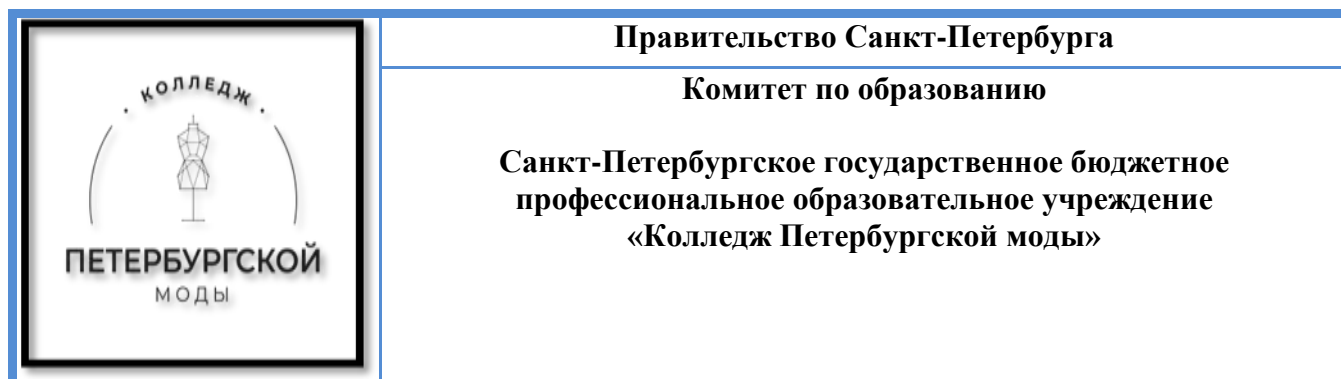 · КОЛЛЕДЖ ·
ПЕТЕРБУРГСКОЙ
МОДЫ
Правительство Санкт-Петербурга
Комитет по образованию
Санкт-Петербургское государственное бюджетное
профессиональное образовательное учреждение
«Колледж Петербургской моды»